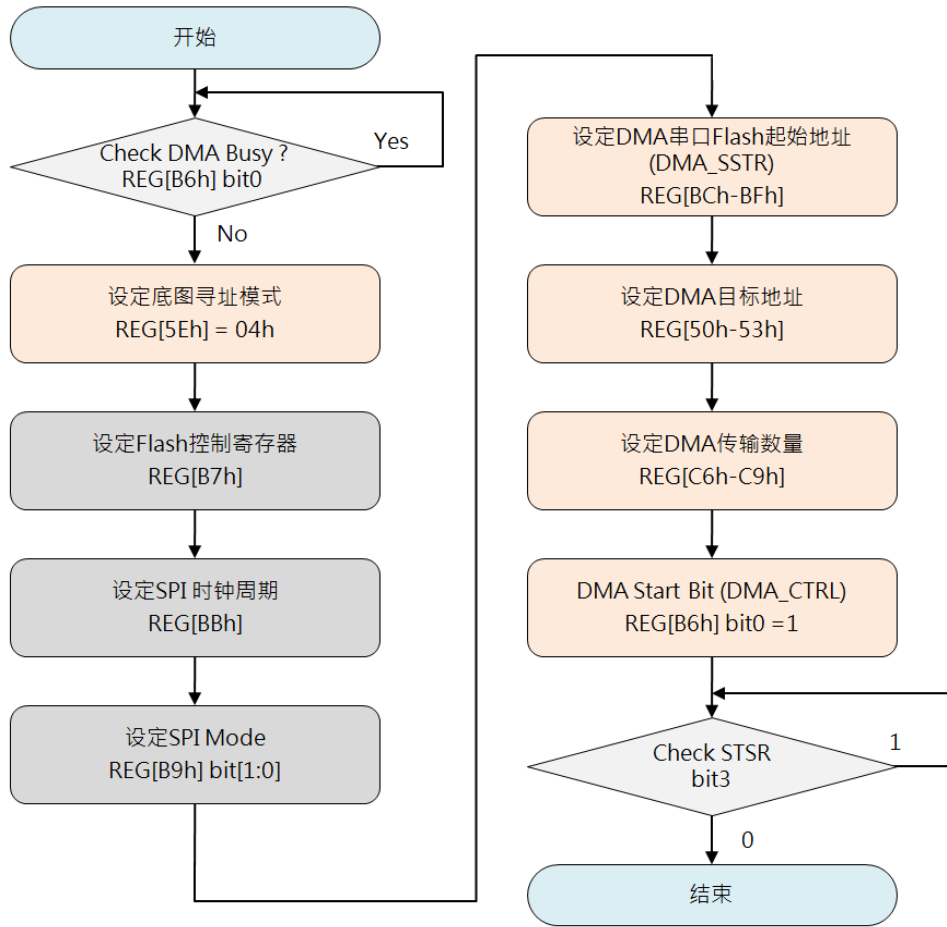 开始
Check DMA Busy ?
REG[B6h] bit0
Yes
No
设定底图寻址模式
REG[5Eh] = 04h
设定Flash控制寄存器
REG[B7h]
设定SPI 时钟周期
REG[BBh]
设定SPI Mode
REG[B9h] bit[1:0]
设定DMA串口Flash起始地址
(DMA_SSTR)
REG[BCh-BFh]
设定DMA目标地址
REG[50h-53h]
设定DMA传输数量
REG[C6h-C9h]
DMA Start Bit (DMA_CTRL)
REG[B6h] bit0 =1
Check STSR
bit3
1
0
结束